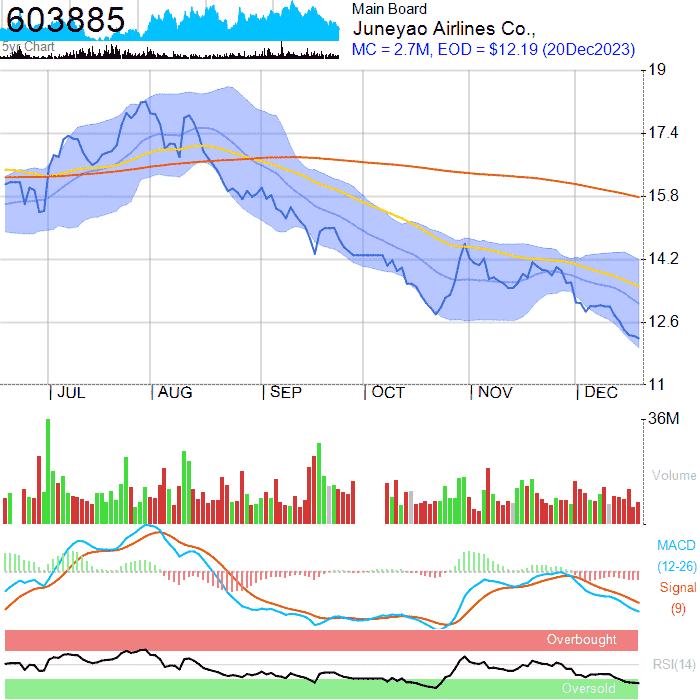 603885
5yr Chart
Main Board
Juneyao Airlines Co.,
MC = 2.7M, EOD = $12.19 (20Dec2023)
19
17.4
15.8
14.2
12.6
11
JUL AUG SEP OCT NOV DEC
36M
Volume
MACD
(12-26)
Signal
(9)
Overbought
RSI(14)
Oversold